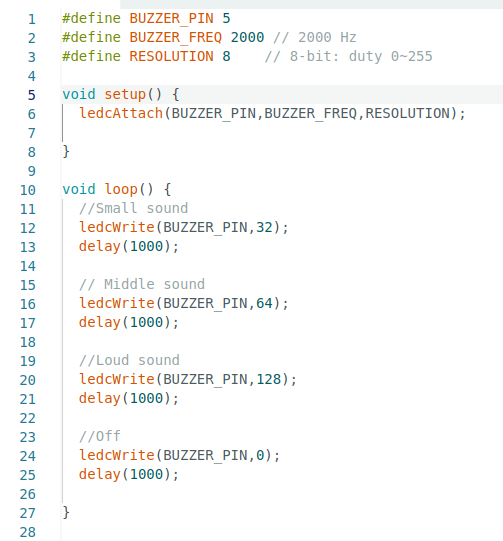 1 #define BUZZER_PIN 5
2 #define BUZZER_FREQ 2000 // 2000 Hz
3 #define RESOLUTION 8    // 8-bit: duty 0~255
4
5 void setup() {
6   ledcAttach(BUZZER_PIN,BUZZER_FREQ,RESOLUTION);
7
8 }
9
10 void loop() {
11   //Small sound
12   ledcWrite(BUZZER_PIN,32);
13   delay(1000);
14
15   // Middle sound
16   ledcWrite(BUZZER_PIN,64);
17   delay(1000);
18
19   //Loud sound
20   ledcWrite(BUZZER_PIN,128);
21   delay(1000);
22
23   //Off
24   ledcWrite(BUZZER_PIN,0);
25   delay(1000);
26
27 }
28